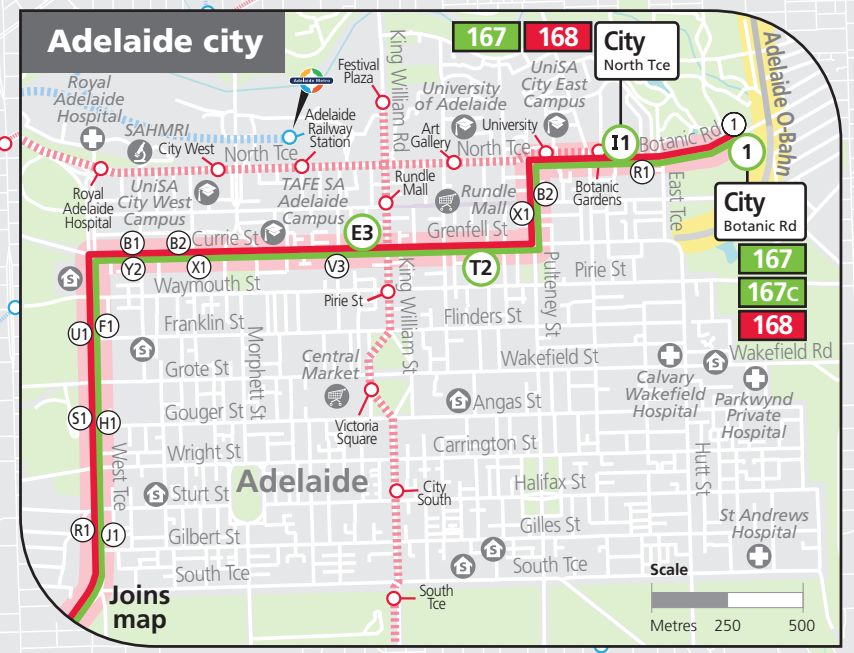 Adelaide city
167
168
City
North Tce
Festival
Plaza
King William Rd
Adelaide Metro
Royal
Adelaide
Hospital
SAHMRI
City West
North Tce
Adelaide
Railway
Station
University
of Adelaide
Art
Gallery
University
UniSA
City East
Campus
North Tce
I1
Botanic Rd
1
1
Adelaide O-Bahn
Royal
Adelaide
Hospital
UniSA
City West
Campus
TAFE SA
Adelaide
Campus
Rundle
Mall
Rundle
Mall
B2
X1
Botanic
Gardens
R1
East Tce
City
Botanic Rd
167
167C
168
B1
B2
Currie St
E3
Grenfell St
Y2
X1
V3
T2
Waymouth St
Pirie St
King William St
Pulteney St
Pirie St
U1
F1
Franklin St
Morphett St
Flinders St
Grote St
Central
Market
Wakefield St
Wakefield Rd
Calvary
Wakefield
Hospital
Parkwynd
Private
Hospital
S1
H1
Gouger St
Victoria
Square
Angas St
West Tce
Wright St
Carrington St
Hutt St
Sturt St
Adelaide
City
South
Halifax St
R1
J1
Gilbert St
Gilles St
St Andrews
Hospital
South Tce
South Tce
Joins
map
South
Tce
Scale
Metres 250 500
S
S
S
S
S
S
S